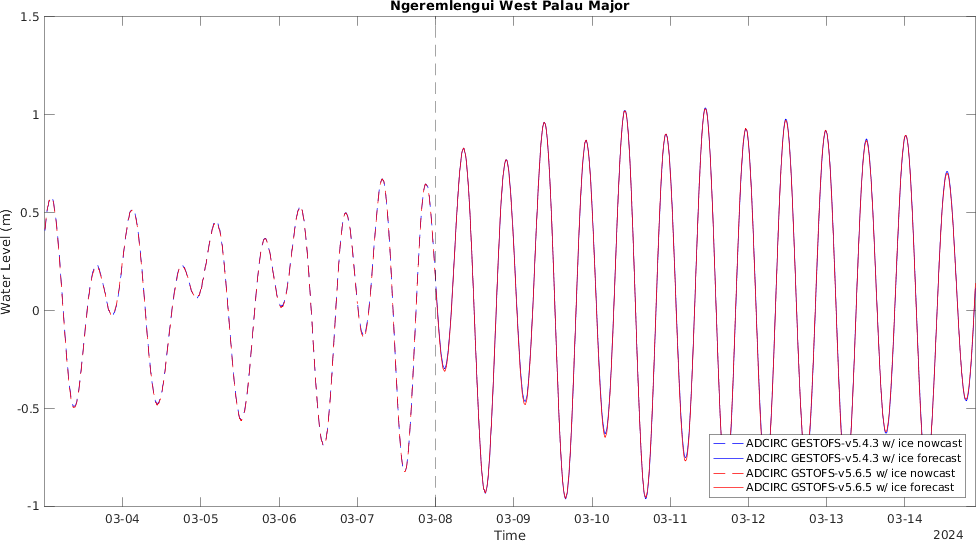 Ngeremlengui West Palau Major
1.5
1
0.5
0
-0.5
-1
Water Level (m)
ADCIRC GESTOFS-v5.4.3 w/ ice nowcast
ADCIRC GESTOFS-v5.4.3 w/ ice forecast
ADCIRC GSTOFS-v5.6.5 w/ ice nowcast
ADCIRC GSTOFS-v5.6.5 w/ ice forecast
03-04 03-05 03-06 03-07 03-08 03-09 03-10 03-11 03-12 03-13 03-14
Time
2024